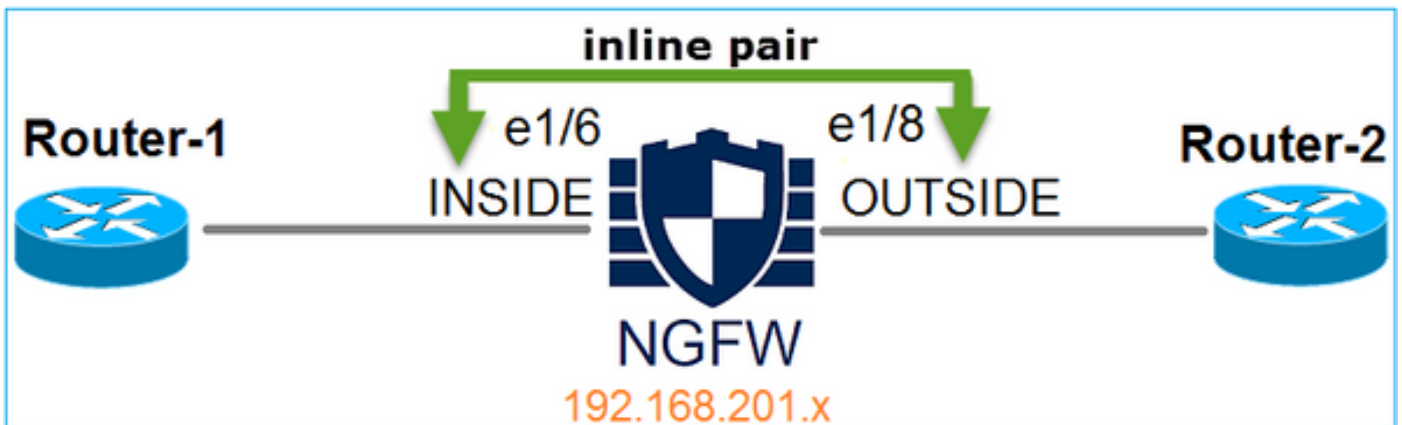 inline pair
Router-1
e1/6
e1/8
Router-2
INSIDE
OUTSIDE
NGFW
192.168.201.x